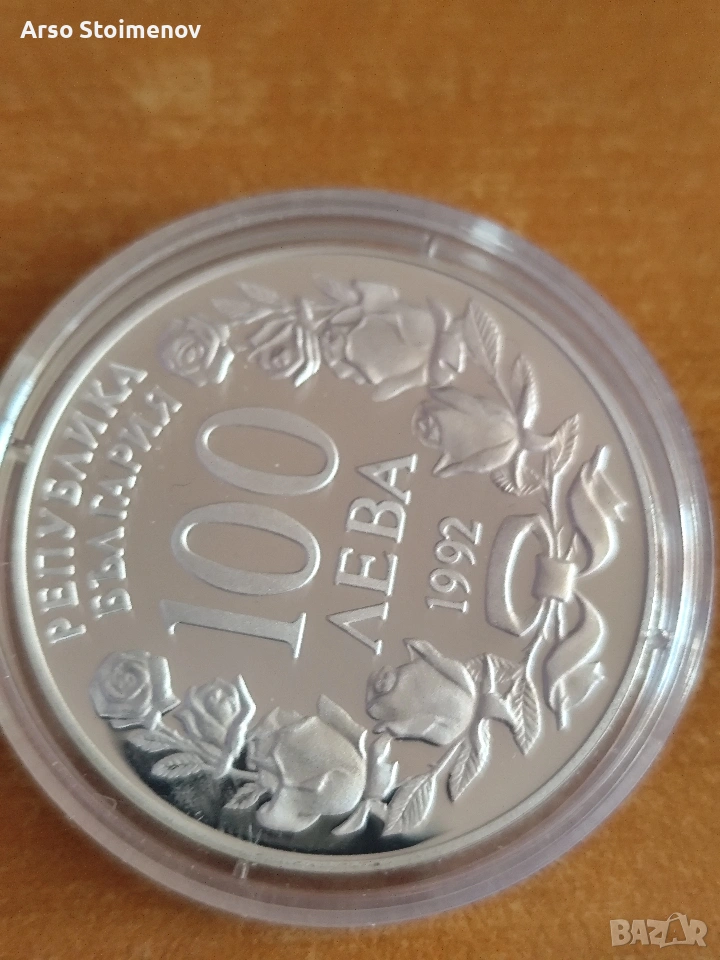 Arso Stoimenov
РЕПУБЛИКА
БЪЛГАРИЯ
100
ЛЕВА
1992
BAZAR